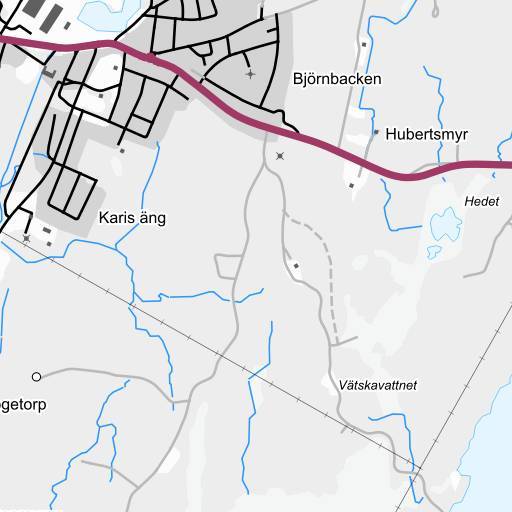 Björnbacken
Hubertsmyr
Hedet
Karis äng
Vätskavattnet
getorp